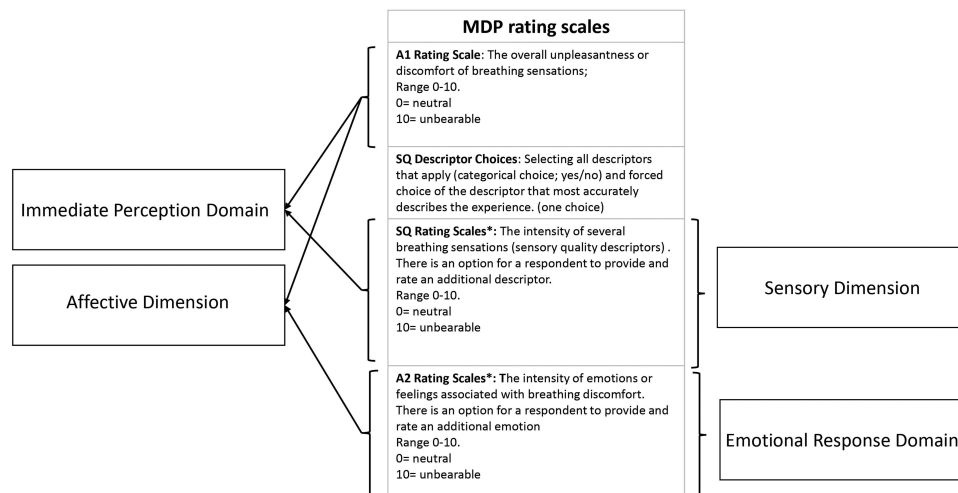 MDP rating scales
A1 Rating Scale: The overall unpleasantness or
discomfort of breathing sensations;
Range 0-10.
0= neutral
10= unbearable
SQ Descriptor Choices: Selecting all descriptors
that apply (categorical choice; yes/no) and forced
choice of the descriptor that most accurately
describes the experience. (one choice)
SQ Rating Scales*: The intensity of several
breathing sensations (sensory quality descriptors) .
There is an option for a respondent to provide and
rate an additional descriptor.
Range 0-10.
0= neutral
10= unbearable
A2 Rating Scales*: The intensity of emotions or
feelings associated with breathing discomfort.
There is an option for a respondent to provide and
rate an additional emotion
Range 0-10.
0= neutral
10= unbearable
Immediate Perception Domain
Affective Dimension
Sensory Dimension
Emotional Response Domain